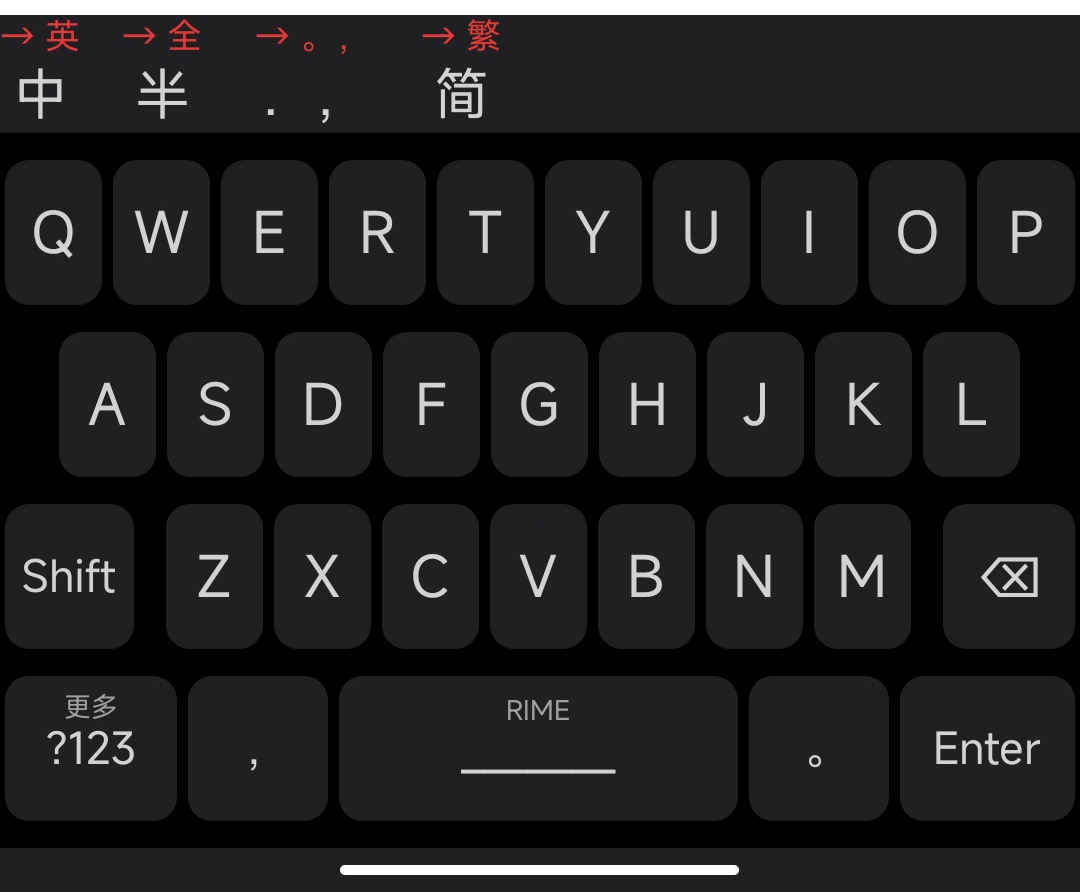 → 英 → 全 → 。, → 繁
中 半 . , 简
Q W E R T Y U I O P
A S D F G H J K L
Shift Z X C V B N M
更多 RIME
?123 , 。 Enter